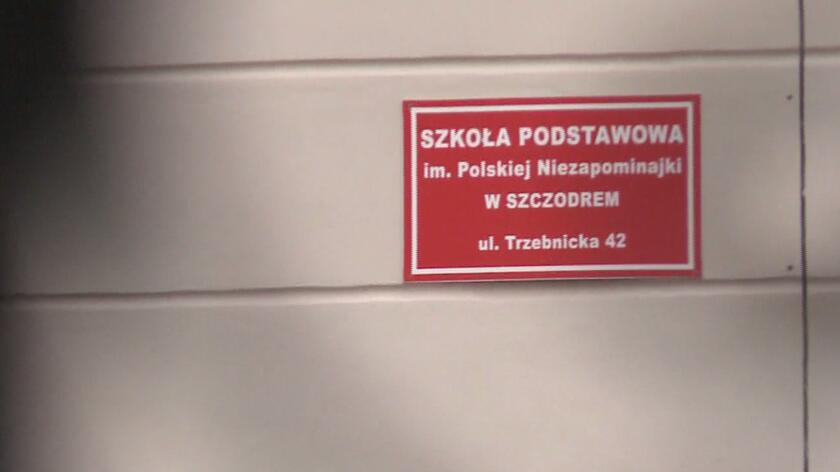 SZKOŁA PODSTAWOWA
im. Polskiej Niezapominajki
W SZCZODREM
ul. Trzebnicka 42